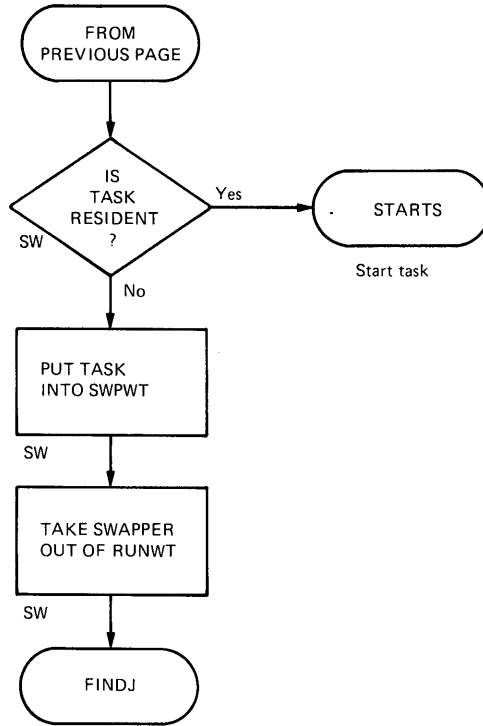 FROM
PREVIOUS PAGE
IS
TASK
RESIDENT
?
SW
Yes
STARTS
Start task
No
PUT TASK
INTO SWPWT
SW
TAKE SWAPPER
OUT OF RUNWT
SW
FINDJ